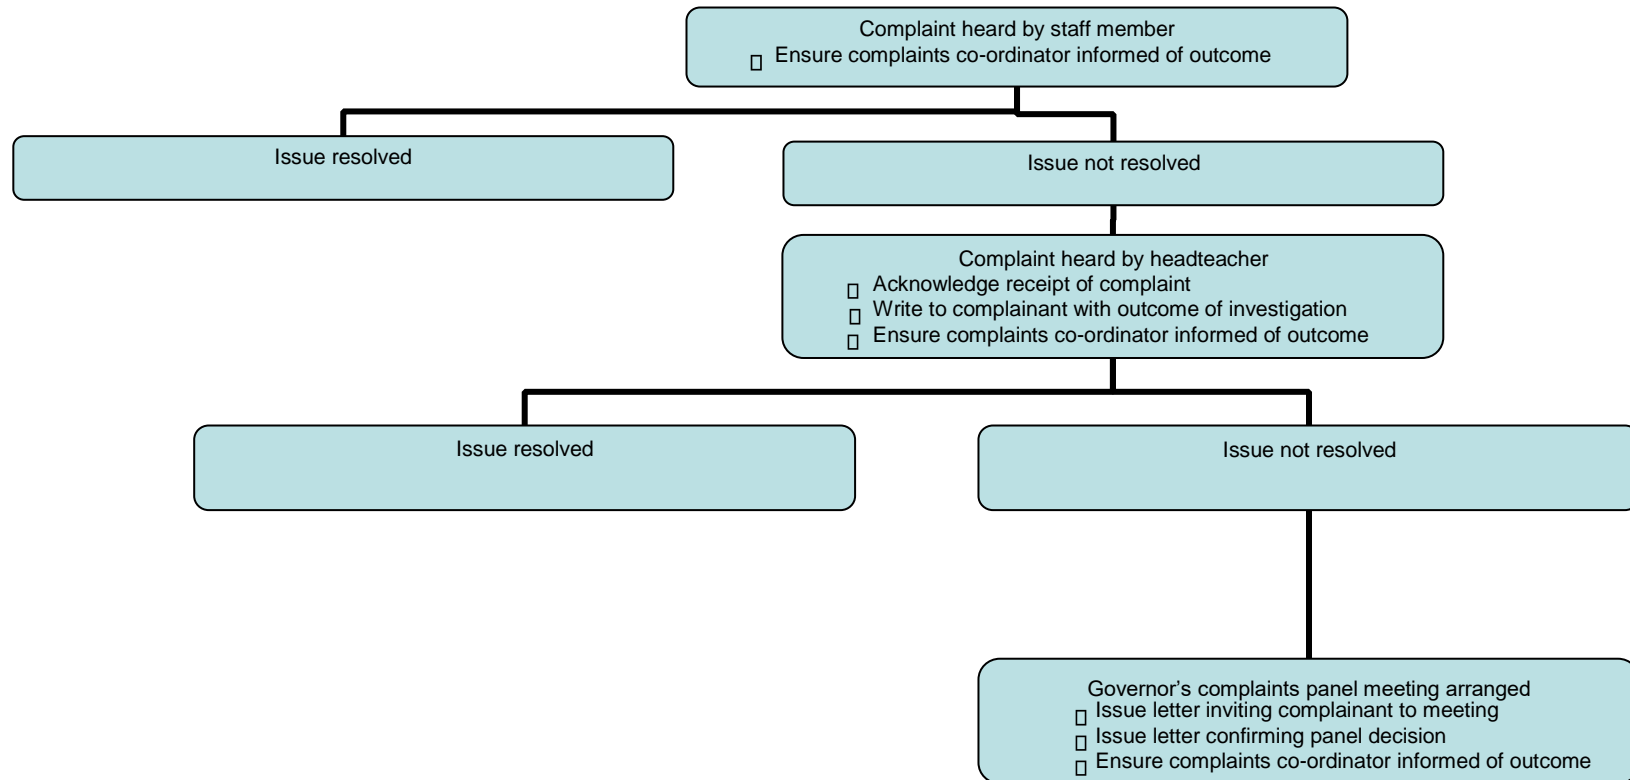 Complaint heard by staff member
Ensure complaints co-ordinator informed of outcome
Issue resolved
Issue not resolved
Complaint heard by headteacher
Acknowledge receipt of complaint
Write to complainant with outcome of investigation
Ensure complaints co-ordinator informed of outcome
Issue resolved
Issue not resolved
Governor’s complaints panel meeting arranged
Issue letter inviting complainant to meeting
Issue letter confirming panel decision
Ensure complaints co-ordinator informed of outcome